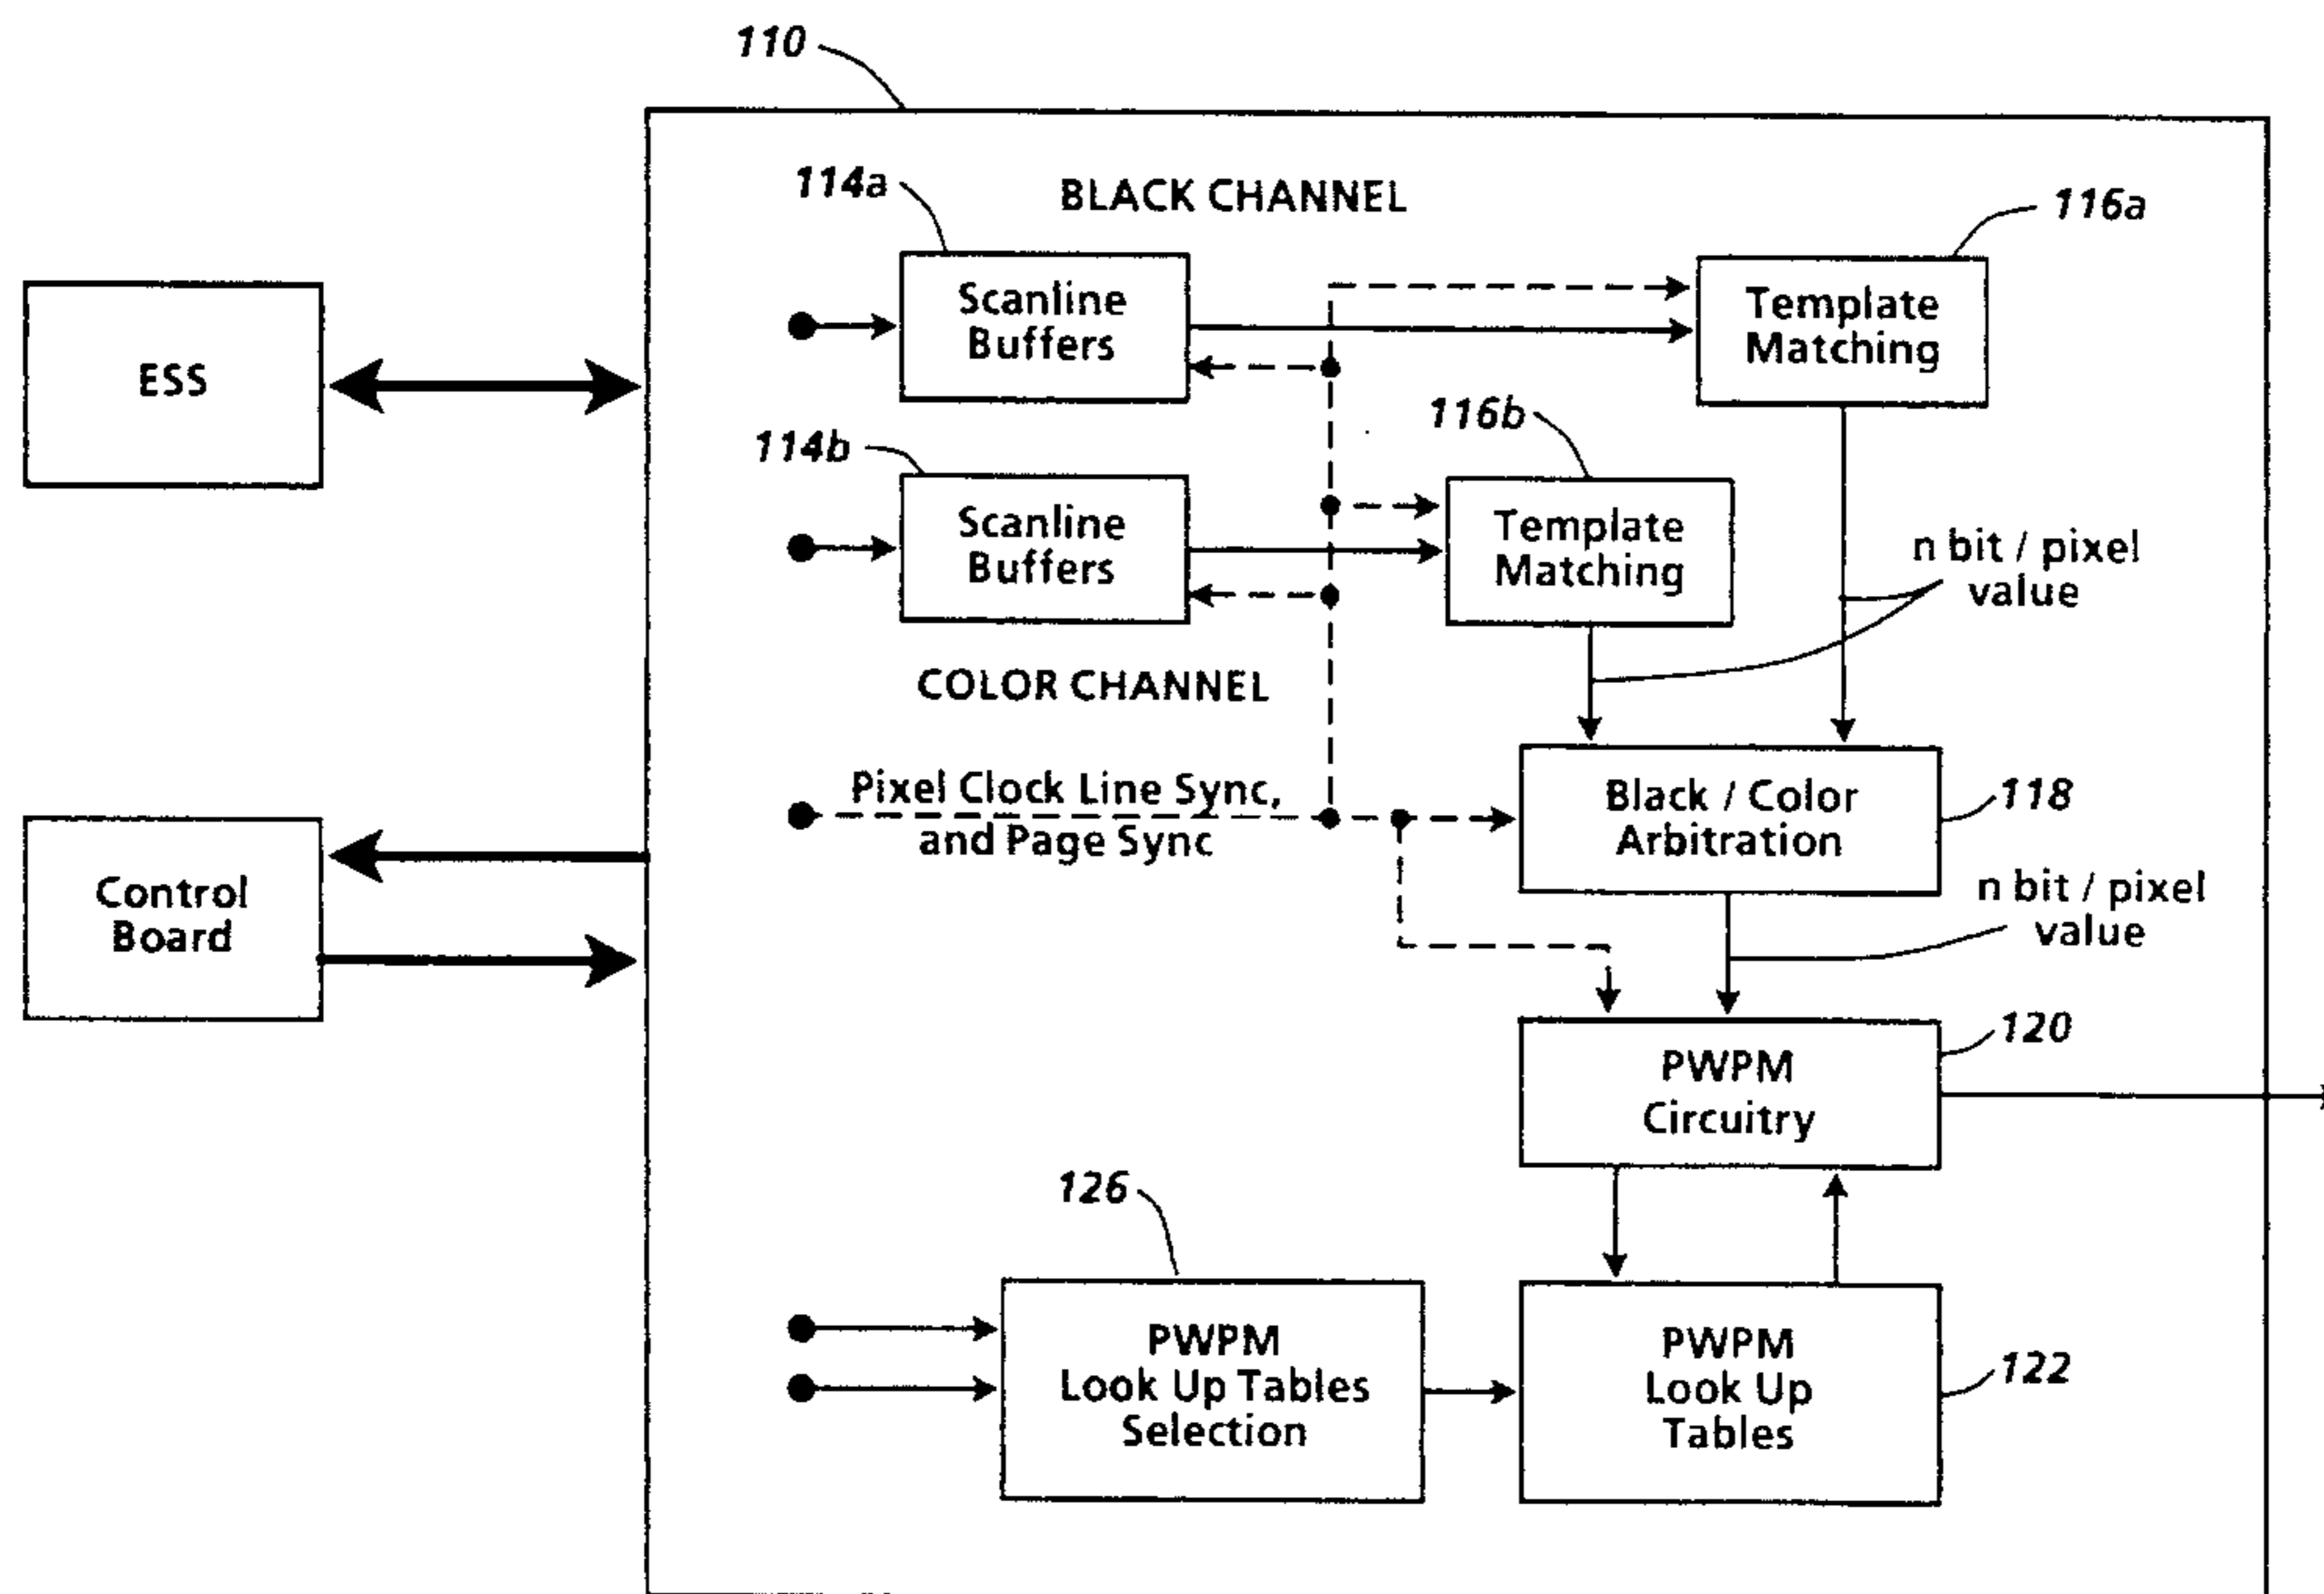 110
114a
BLACK CHANNEL
116a
Scanline
Buffers
Template
Matching
ESS
116b
114b
Scanline
Buffers
Template
Matching
n bit / pixel
value
COLOR CHANNEL
Pixel Clock Line Sync,
and Page Sync
Black / Color
Arbitration
118
Control
Board
n bit / pixel
value
120
PWPM
Circuitry
126
PWPM
Look Up Tables
Selection
PWPM
Look Up
Tables
122